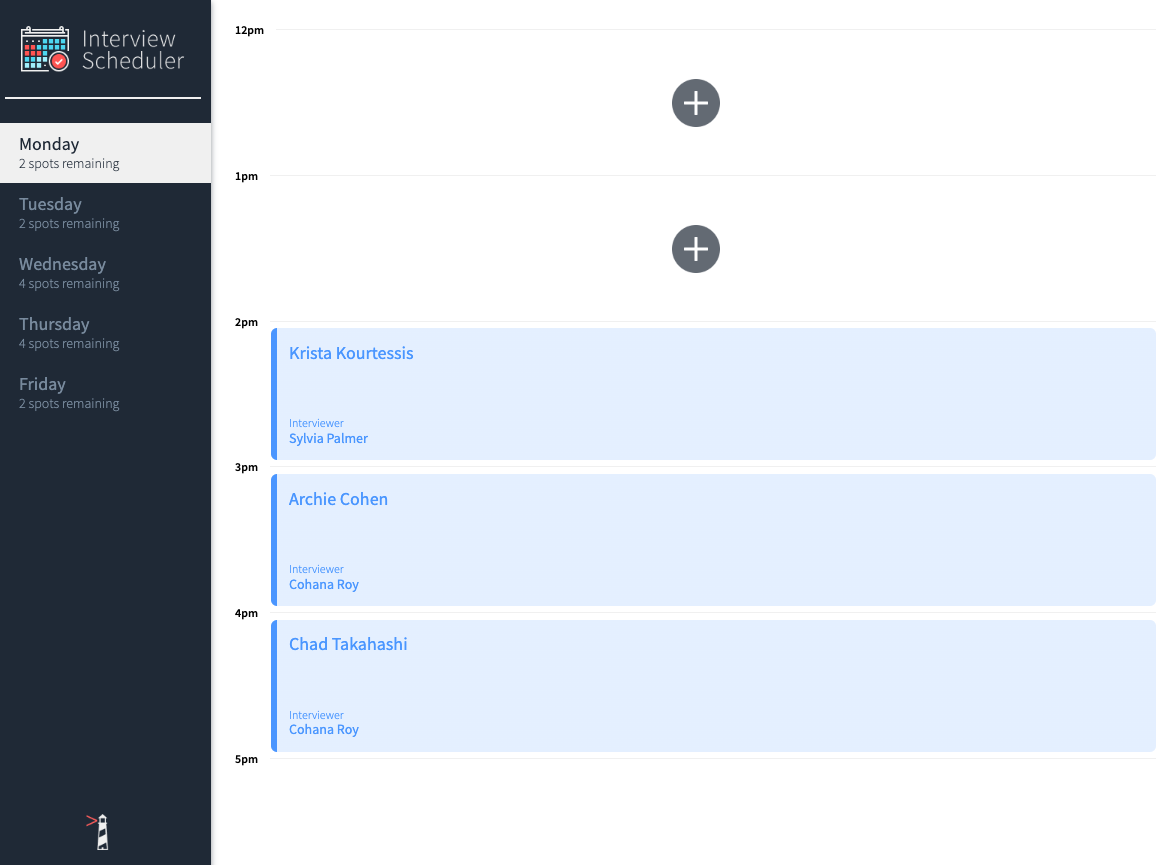 Interview
Scheduler
Monday
2 spots remaining
Tuesday
2 spots remaining
Wednesday
4 spots remaining
Thursday
4 spots remaining
Friday
2 spots remaining
12pm
1pm
2pm
Krista Kourtessis
Interviewer
Sylvia Palmer
3pm
Archie Cohen
Interviewer
Cohana Roy
4pm
Chad Takahashi
Interviewer
Cohana Roy
5pm